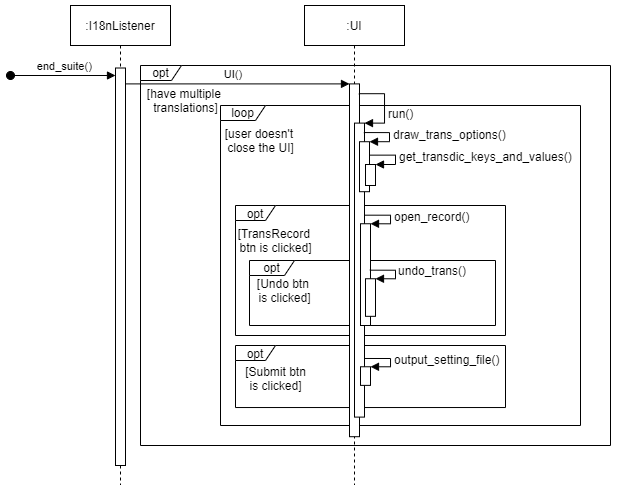 :I18nListener
:UI
end_suite()
opt
UI()
[have multiple
translations]
loop
run()
[user doesn't
close the UI]
draw_trans_options()
get_transdic_keys_and_values()
opt
open_record()
[TransRecord
btn is clicked]
opt
undo_trans()
[Undo btn
is clicked]
opt
output_setting_file()
[Submit btn
is clicked]